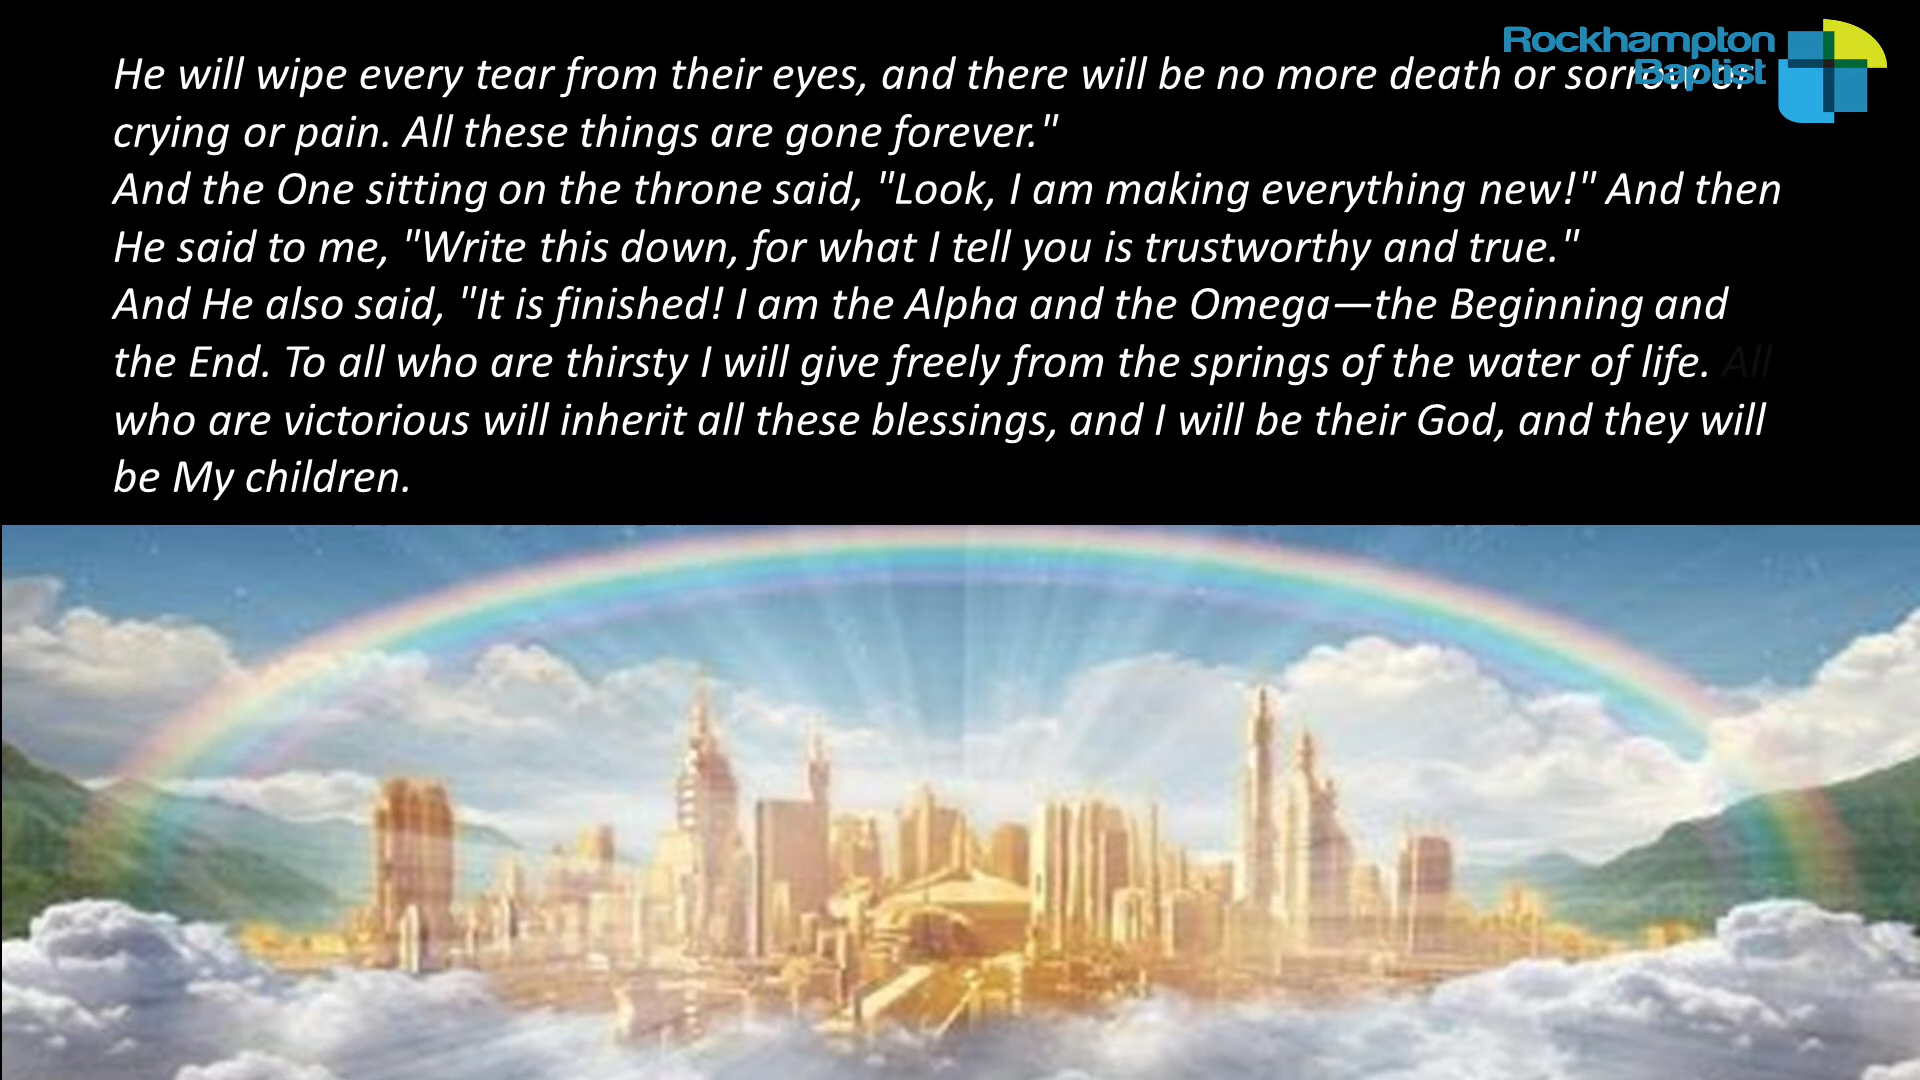 Rockhampton
Baptist
He will wipe every tear from their eyes, and there will be no more death or sorrow or
crying or pain. All these things are gone forever."
And the One sitting on the throne said, "Look, I am making everything new!" And then
He said to me, "Write this down, for what I tell you is trustworthy and true."
And He also said, "It is finished! I am the Alpha and the Omega—the Beginning and
the End. To all who are thirsty I will give freely from the springs of the water of life. All
who are victorious will inherit all these blessings, and I will be their God, and they will
be My children.